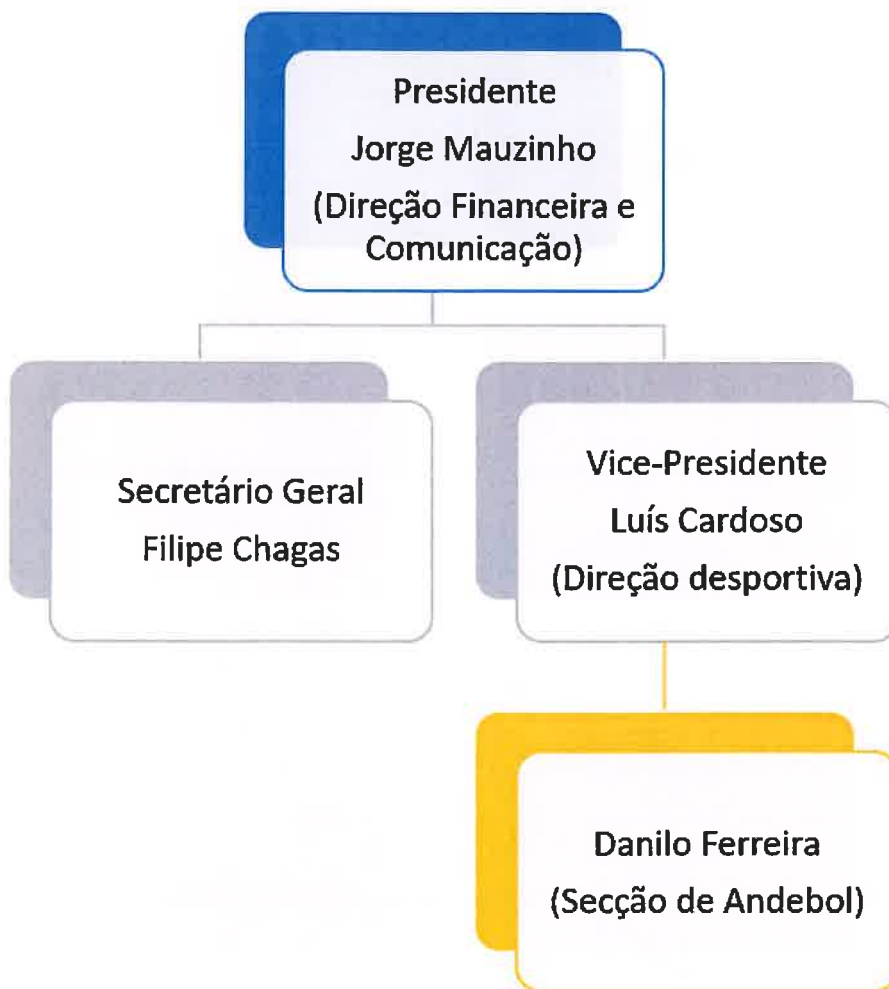 Presidente
Jorge Mauzinho
(Direção Financeira e
Comunicação)
Secretário Geral
Filipe Chagas
Vice-Presidente
Luís Cardoso
(Direção desportiva)
Danilo Ferreira
(Secção de Andebol)